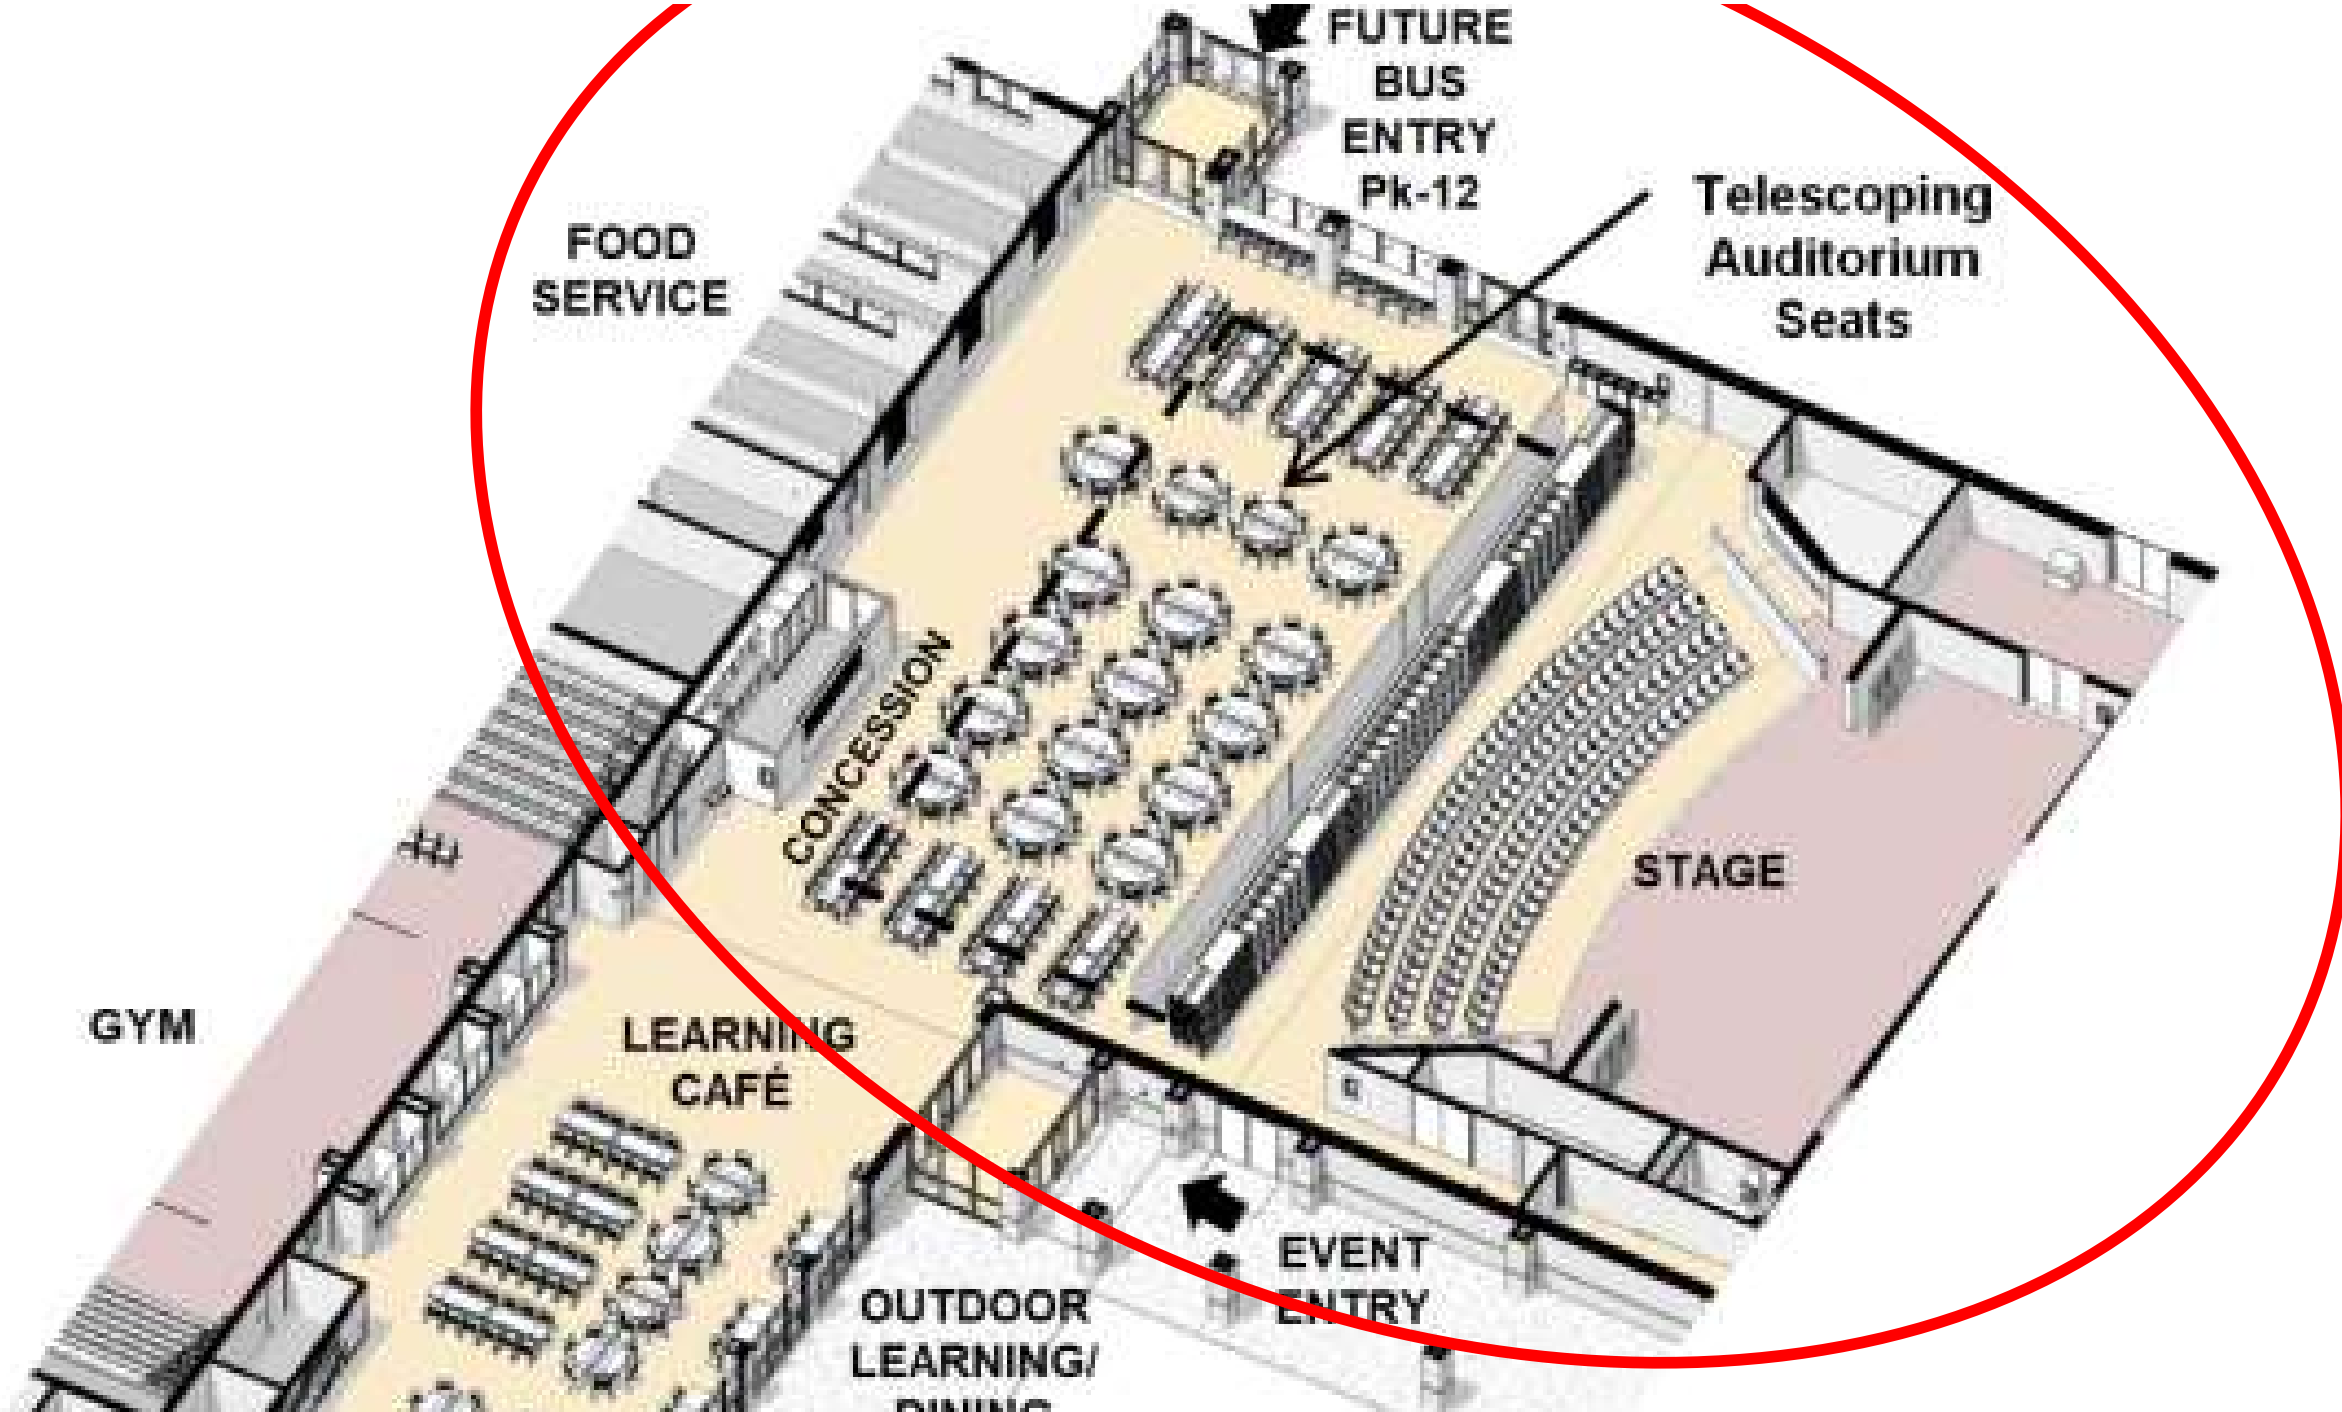 FUTURE
BUS
ENTRY
Pk-12
Telescoping
Auditorium
Seats
FOOD
SERVICE
CONCESSION
STAGE
GYM
LEARNING
CAFÉ
EVENT
ENTRY
OUTDOOR
LEARNING/
DINING